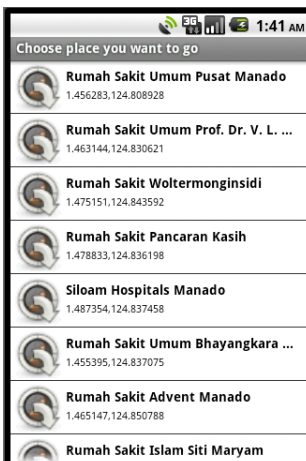 3G
1:41 AM
Choose place you want to go
Rumah Sakit Umum Pusat Manado
1.456283,124.808928
Rumah Sakit Umum Prof. Dr. V. L. ...
1.463144,124.830621
Rumah Sakit Woltermonginsidi
1.475151,124.843592
Rumah Sakit Pancaran Kasih
1.478833,124.836198
Siloam Hospitals Manado
1.487354,124.837458
Rumah Sakit Umum Bhayangkara ...
1.455395,124.837075
Rumah Sakit Advent Manado
1.465147,124.850788
Rumah Sakit Islam Siti Maryam